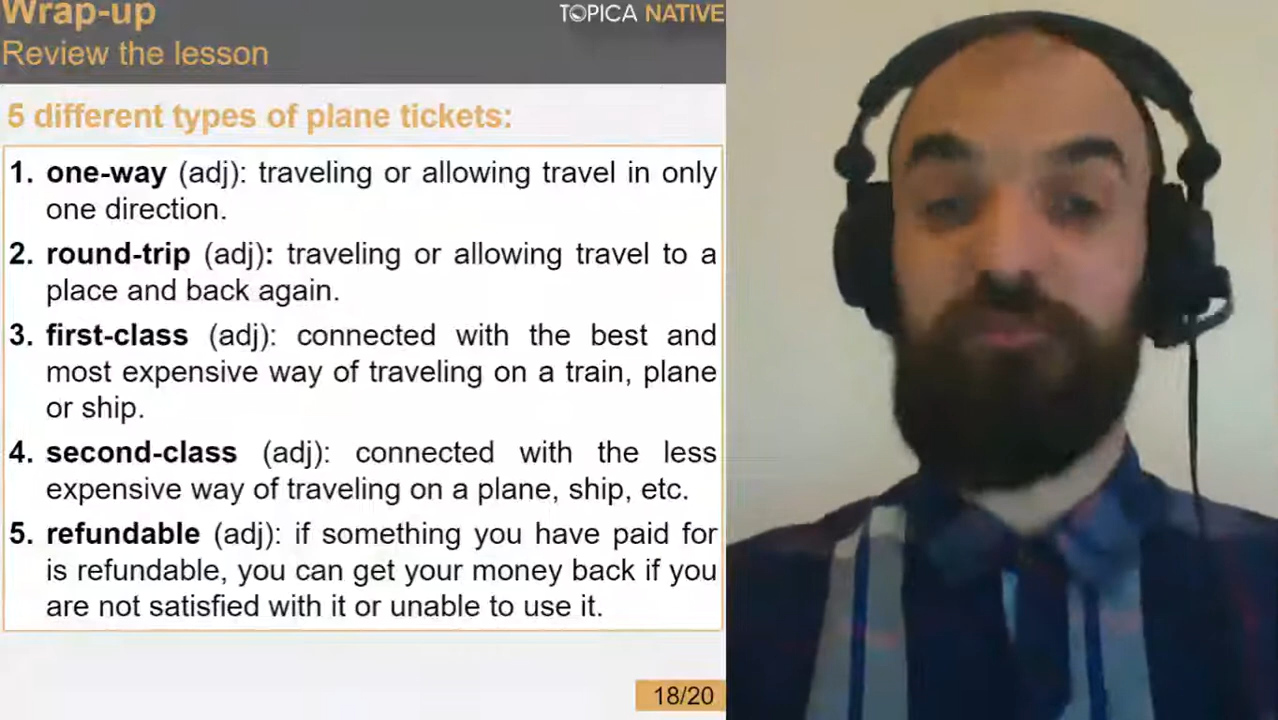 Wrap-up
TOPICA NATIVE
Review the lesson
5 different types of plane tickets:
1. one-way (adj): traveling or allowing travel in only
one direction.
2. round-trip (adj): traveling or allowing travel to a
place and back again.
3. first-class (adj): connected with the best and
most expensive way of traveling on a train, plane
or ship.
4. second-class (adj): connected with the less
expensive way of traveling on a plane, ship, etc.
5. refundable (adj): if something you have paid for
is refundable, you can get your money back if you
are not satisfied with it or unable to use it.
18/20